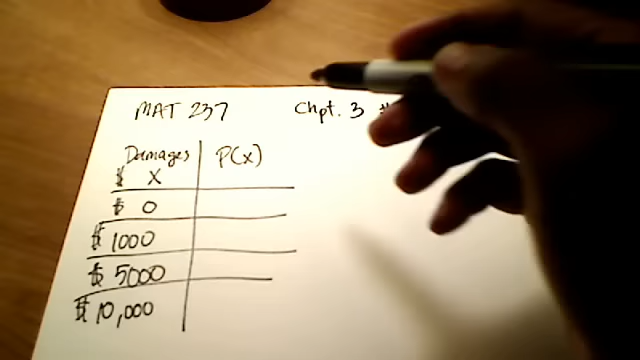 MAT 237 Chpt. 3 #
Damages P(x)
$ X
$ 0
$ 1000
$ 5000
$ 10,000